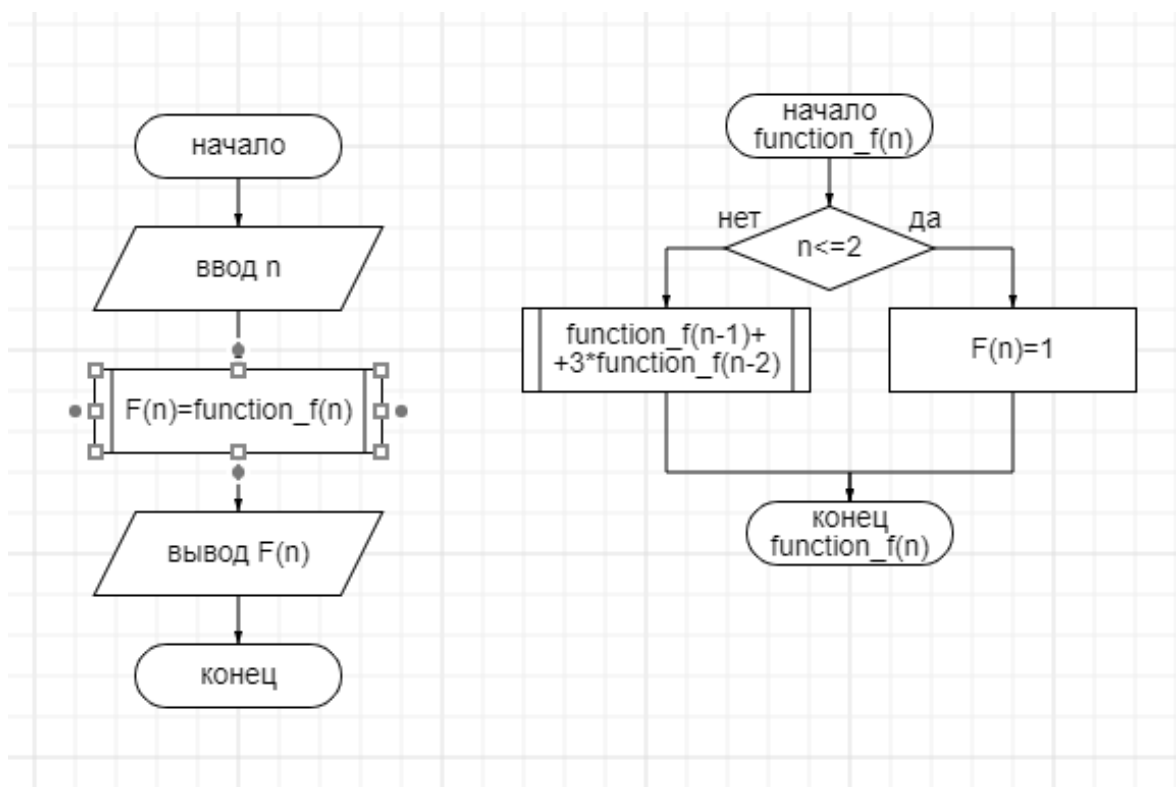 начало
ввод n
F(n)=function_f(n)
вывод F(n)
конец
начало
function_f(n)
нет
да
n<=2
function_f(n-1)+
+3*function_f(n-2)
F(n)=1
конец
function_f(n)